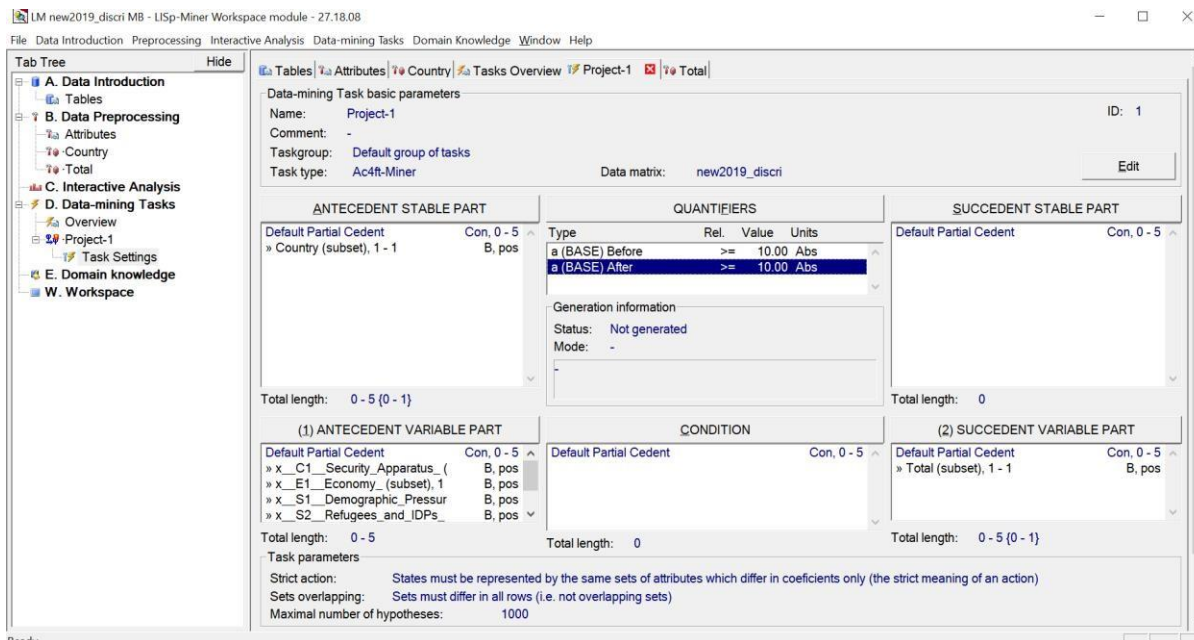 LM new2019_discri MB - LISp-Miner Workspace module - 27.18.08
File Data Introduction Preprocessing Interactive Analysis Data-mining Tasks Domain Knowledge Window Help
Tab Tree Hide
A. Data Introduction
Tables
B. Data Preprocessing
Attributes
·Country
·Total
C. Interactive Analysis
D. Data-mining Tasks
Overview
·Project-1
Task Settings
E. Domain knowledge
W. Workspace
Tables Attributes Country Tasks Overview Project-1 Total
Data-mining Task basic parameters
Name: Project-1 ID: 1
Comment: -
Taskgroup: Default group of tasks
Task type: Ac4ft-Miner Data matrix: new2019_discri Edit
ANTECEDENT STABLE PART
Default Partial Cedent Con, 0 - 5
» Country (subset), 1 - 1 B, pos
Total length: 0 - 5 {0 - 1}
QUANTIFIERS
Type Rel. Value Units
a (BASE) Before >= 10.00 Abs
a (BASE) After >= 10.00 Abs
Generation information
Status: Not generated
Mode: -
-
SUCCEDENT STABLE PART
Default Partial Cedent Con, 0 - 5
Total length: 0
(1) ANTECEDENT VARIABLE PART
Default Partial Cedent Con, 0 - 5
» x__C1__Security_Apparatus_ ( B, pos
» x__E1__Economy_ (subset), 1 B, pos
» x__S1__Demographic_Pressur B, pos
» x__S2__Refugees_and_IDPs_ B, pos
Total length: 0 - 5
CONDITION
Default Partial Cedent Con, 0 - 5
Total length: 0
(2) SUCCEDENT VARIABLE PART
Default Partial Cedent Con, 0 - 5
» Total (subset), 1 - 1 B, pos
Total length: 0 - 5 {0 - 1}
Task parameters
Strict action: States must be represented by the same sets of attributes which differ in coeficients only (the strict meaning of an action)
Sets overlapping: Sets must differ in all rows (i.e. not overlapping sets)
Maximal number of hypotheses: 1000